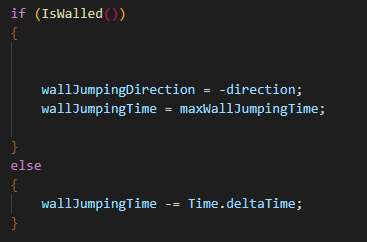 if (IsWalled())
{
wallJumpingDirection = -direction;
wallJumpingTime = maxWallJumpingTime;
}
else
{
wallJumpingTime -= Time.deltaTime;
}